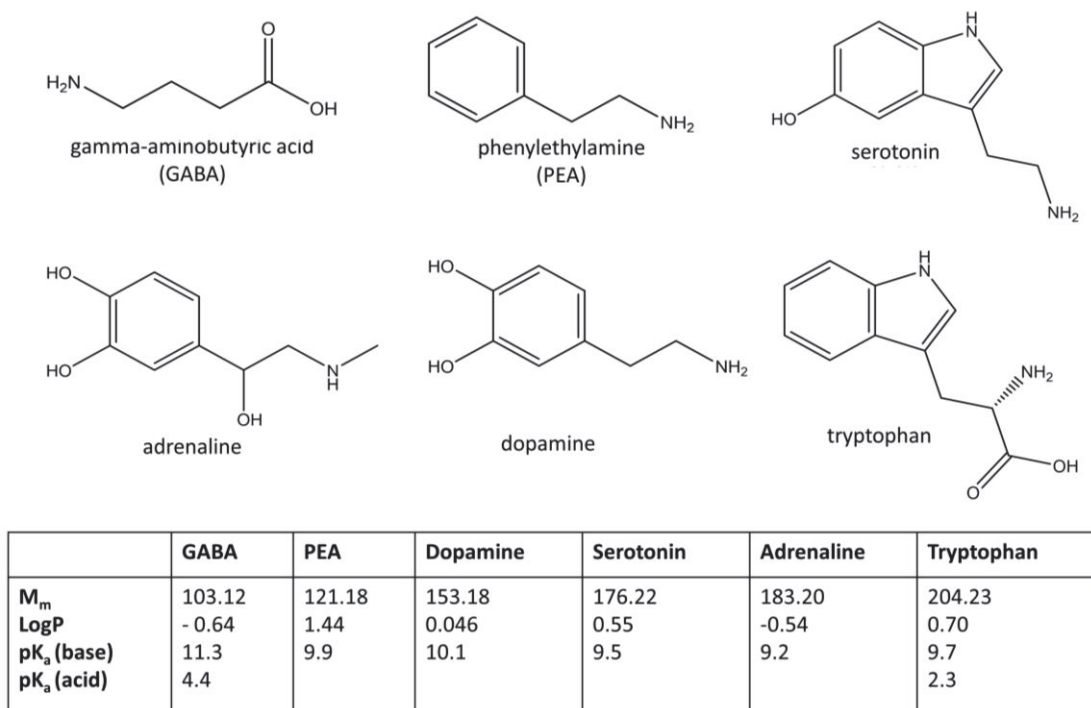 O
H₂N
OH
gamma-aminobutyric acid
(GABA)
NH₂
phenylethylamine
(PEA)
H
N
HO
serotonin
NH₂
HO
HO
OH
N
H
adrenaline
HO
HO
NH₂
dopamine
H
N
NH₂
OH
O
tryptophan
GABA PEA Dopamine Serotonin Adrenaline Tryptophan
Mₘ 103.12 121.18 153.18 176.22 183.20 204.23
LogP - 0.64 1.44 0.046 0.55 -0.54 0.70
pKₐ (base) 11.3 9.9 10.1 9.5 9.2 9.7
pKₐ (acid) 4.4 2.3